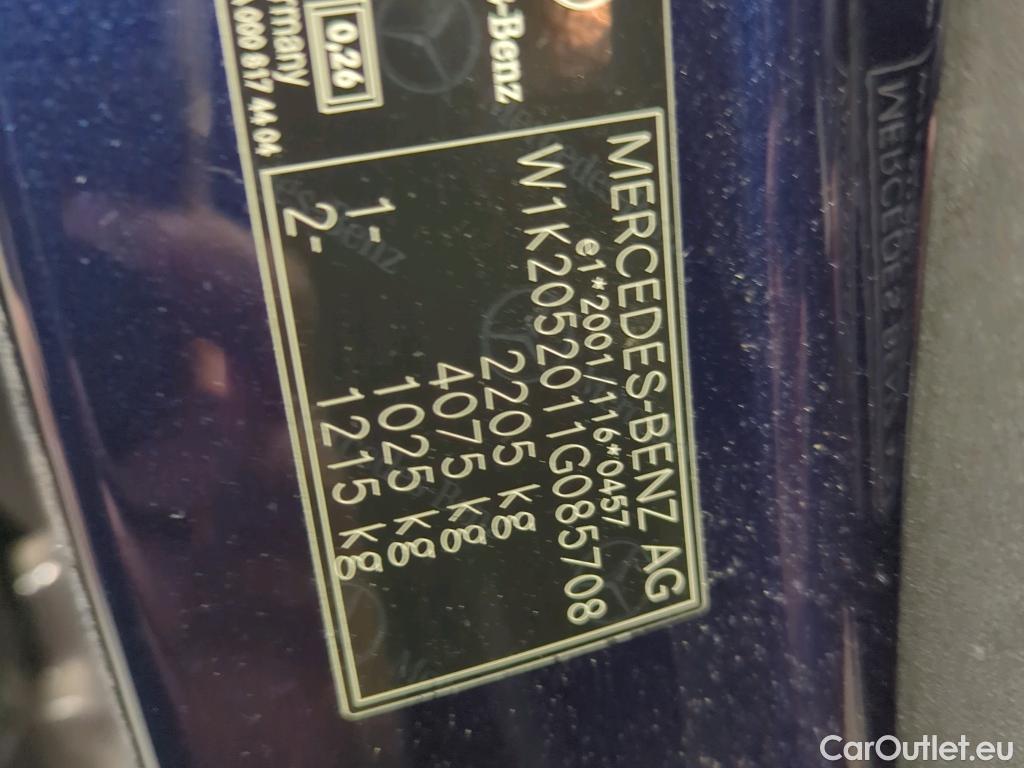 MERCEDES-BENZ AG
e1*2001/116*0457
W1K2052011G085708
2205 kg
4075 kg
1- 1025 kg
2- 1215 kg
-Benz
0,26
rmany
A 000 817 44 04
CarOutlet.eu